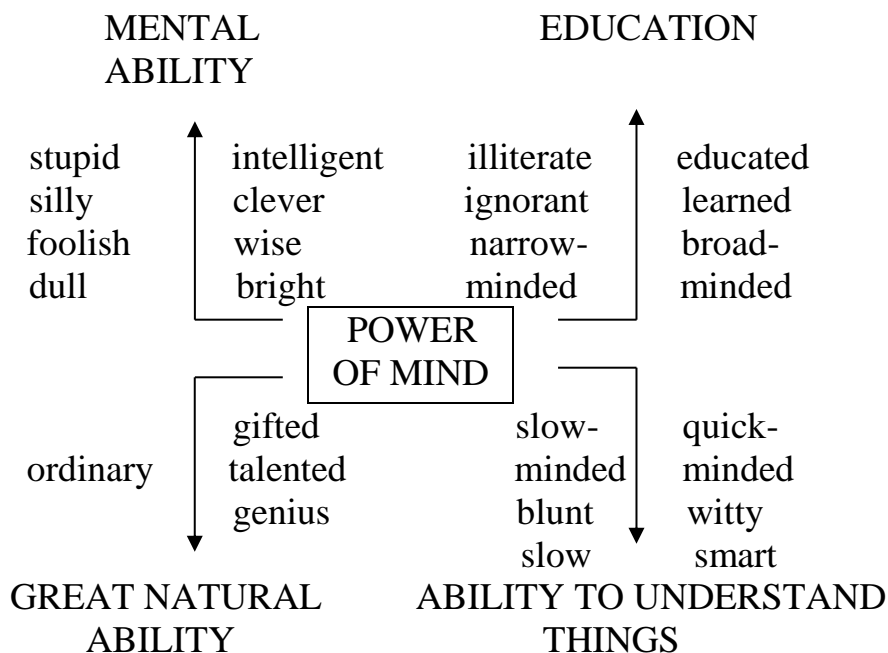 MENTAL EDUCATION
ABILITY
stupid intelligent illiterate educated
silly clever ignorant learned
foolish wise narrow- broad-
dull bright minded minded
POWER
OF MIND
gifted slow- quick-
ordinary talented minded minded
genius blunt witty
slow smart
GREAT NATURAL ABILITY TO UNDERSTAND
ABILITY THINGS